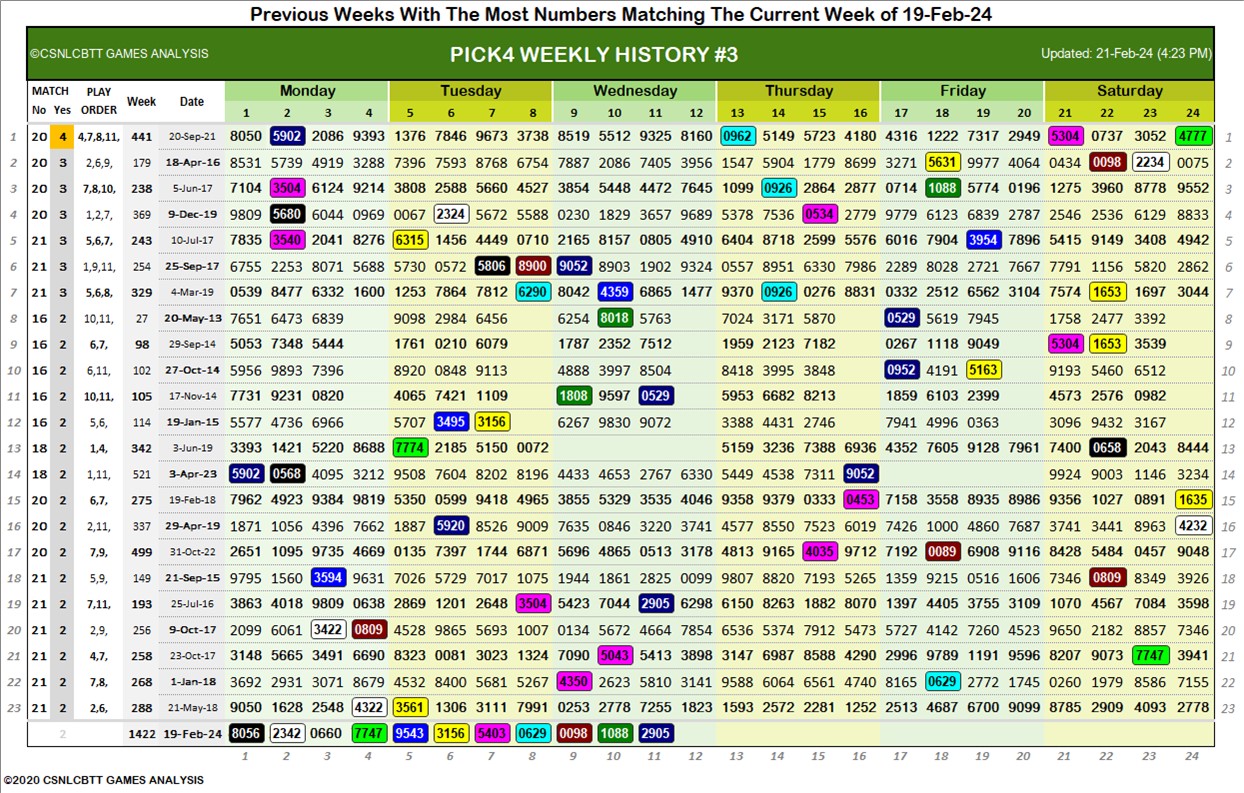 Previous Weeks With The Most Numbers Matching The Current Week of 19-Feb-24
©CSNLCBTT GAMES ANALYSIS PICK4 WEEKLY HISTORY #3 Updated: 21-Feb-24 (4:23 PM)
MATCH PLAY Week Date Monday Tuesday Wednesday Thursday Friday Saturday
No Yes ORDER 1 2 3 4 5 6 7 8 9 10 11 12 13 14 15 16 17 18 19 20 21 22 23 24
1 20 4 4,7,8,11, 441 20-Sep-21 8050 5902 2086 9393 1376 7846 9673 3738 8519 5512 9325 8160 0962 5149 5723 4180 4316 1222 7317 2949 5304 0737 3052 4777 1
2 20 3 2,6,9, 179 18-Apr-16 8531 5739 4919 3288 7396 7593 8768 6754 7887 2086 7405 3956 1547 5904 1779 8699 3271 5631 9977 4064 0434 0098 2234 0075 2
3 20 3 7,8,10, 238 5-Jun-17 7104 3504 6124 9214 3808 2588 5660 4527 3854 5448 4472 7645 1099 0926 2864 2877 0714 1088 5774 0196 1275 3960 8778 9552 3
4 20 3 1,2,7, 369 9-Dec-19 9809 5680 6044 0969 0067 2324 5672 5588 0230 1829 3657 9689 5378 7536 0534 2779 9779 6123 6839 2787 2546 2536 6129 8833 4
5 21 3 5,6,7, 243 10-Jul-17 7835 3540 2041 8276 6315 1456 4449 0710 2165 8157 0805 4910 6404 8718 2599 5576 6016 7904 3954 7896 5415 9149 3408 4942 5
6 21 3 1,9,11, 254 25-Sep-17 6755 2253 8071 5688 5730 0572 5806 8900 9052 8903 1902 9324 0557 8951 6330 7986 2289 8028 2721 7667 7791 1156 5820 2862 6
7 21 3 5,6,8, 329 4-Mar-19 0539 8477 6332 1600 1253 7864 7812 6290 8042 4359 6865 1477 9370 0926 0276 8831 0332 2512 6562 3104 7574 1653 1697 3044 7
8 16 2 10,11, 27 20-May-13 7651 6473 6839 9098 2984 6456 6254 8018 5763 7024 3171 5870 0529 5619 7945 1758 2477 3392 8
9 16 2 6,7, 98 29-Sep-14 5053 7348 5444 1761 0210 6079 1787 2352 7512 1959 2123 7182 0267 1118 9049 5304 1653 3539 9
10 16 2 6,11, 102 27-Oct-14 5956 9893 7396 8920 0848 9113 4888 3997 8504 8418 3995 3848 0952 4191 5163 9193 5460 6512 10
11 16 2 10,11, 105 17-Nov-14 7731 9231 0820 4065 7421 1109 1808 9597 0529 5953 6682 8213 1859 6103 2399 4573 2576 0982 11
12 16 2 5,6, 114 19-Jan-15 5577 4736 6966 5707 3495 3156 6267 9830 9072 3388 4431 2746 7941 4996 0363 3096 9432 3167 12
13 18 2 1,4, 342 3-Jun-19 3393 1421 5220 8688 7774 2185 5150 0072 5159 3236 7388 6936 4352 7605 9128 7961 7400 0658 2043 8444 13
14 18 2 1,11, 521 3-Apr-23 5902 0568 4095 3212 9508 7604 8202 8196 4433 4653 2767 6330 5449 4538 7311 9052 9924 9003 1146 3234 14
15 20 2 6,7, 275 19-Feb-18 7962 4923 9384 9819 5350 0599 9418 4965 3855 5329 3535 4046 9358 9379 0333 0453 7158 3558 8935 8986 9356 1027 0891 1635 15
16 20 2 2,11, 337 29-Apr-19 1871 1056 4396 7662 1887 5920 8526 9009 7635 0846 3220 3741 4577 8550 7523 6019 7426 1000 4860 7687 3741 3441 8963 4232 16
17 20 2 7,9, 499 31-Oct-22 2651 1095 9735 4669 0135 7397 1744 6871 5696 4865 0513 3178 4813 9165 4035 9712 7192 0089 6908 9116 8428 5484 0457 9048 17
18 21 2 5,9, 149 21-Sep-15 9795 1560 3594 9631 7026 5729 7017 1075 1944 1861 2825 0099 9807 8820 7193 5265 1359 9215 0516 1606 7346 0809 8349 3926 18
19 21 2 7,11, 193 25-Jul-16 3863 4018 9809 0638 2869 1201 2648 3504 5423 7044 2905 6298 6150 8263 1882 8070 1397 4405 3755 3109 1070 4567 7084 3598 19
20 21 2 2,9, 256 9-Oct-17 2099 6061 3422 0809 4528 9865 5693 1007 0134 5672 4664 7854 6536 5374 7912 5473 5727 4142 7260 4523 9650 2182 8857 7346 20
21 21 2 4,7, 258 23-Oct-17 3148 5665 3491 6690 8323 0081 3023 1324 7090 5043 5413 3898 3147 6987 8588 4290 2996 9789 1191 9596 6207 9073 7747 3941 21
22 21 2 7,8, 268 1-Jan-18 3692 2931 3071 8679 4532 8400 5681 5267 4350 2623 5810 3141 9588 6064 6561 4740 8165 0629 2772 1745 0260 1979 8586 7155 22
23 21 2 2,6, 288 21-May-18 9050 1628 2548 4322 3561 1306 3111 7991 0253 2778 7255 1823 1593 2572 2281 1252 2513 4687 6700 9099 8785 2909 4093 2778 23
2 1422 19-Feb-24 8056 2342 0660 7747 9543 3156 5403 0629 0098 1088 2905
1 2 3 4 5 6 7 8 9 10 11 12 13 14 15 16 17 18 19 20 21 22 23 24
©2020 CSNLCBTT GAMES ANALYSIS